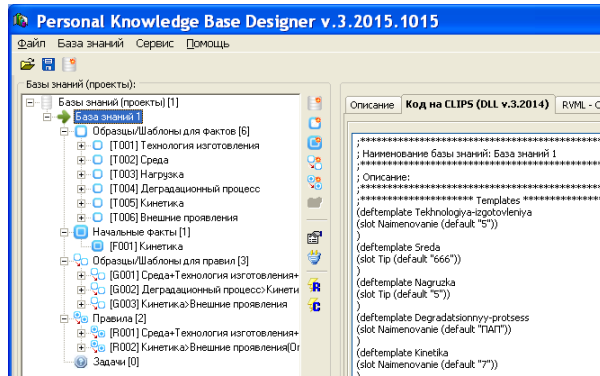 Personal Knowledge Base Designer v.3.2015.1015
Файл База знаний Сервис Помощь
Базы знаний (проекты):
Базы знаний (проекты) [1]
База знаний 1
Образцы/Шаблоны для фактов [6]
[T001] Технология изготовления
[T002] Среда
[T003] Нагрузка
[T004] Деградационный процесс
[T005] Кинетика
[T006] Внешние проявления
Начальные факты [1]
[F001] Кинетика
Образцы/Шаблоны для правил [3]
[G001] Среда+Технология изготовления+
[G002] Деградационный процесс>Кинети
[G003] Кинетика>Внешние проявления
Правила [2]
[R001] Среда+Технология изготовления+
[R002] Кинетика>Внешние проявления(Оп
Задачи [0]
Описание Код на CLIPS (DLL v.3.2014) RVML - С
;******************************************************
; Наименование базы знаний: База знаний 1
;******************************************************
; Описание:
;******************************************************
;************************ Templates ************************
(deftemplate Tekhnologiya-izgotovleniya
(slot Naimenovanie (default "5"))
)
(deftemplate Sreda
(slot Tip (default "666"))
)
(deftemplate Nagruzka
(slot Tip (default "5"))
)
(deftemplate Degradatsionnyy-protsess
(slot Naimenovanie (default "ПАП"))
)
(deftemplate Kinetika
(slot Naimenovanie (default "7"))
)